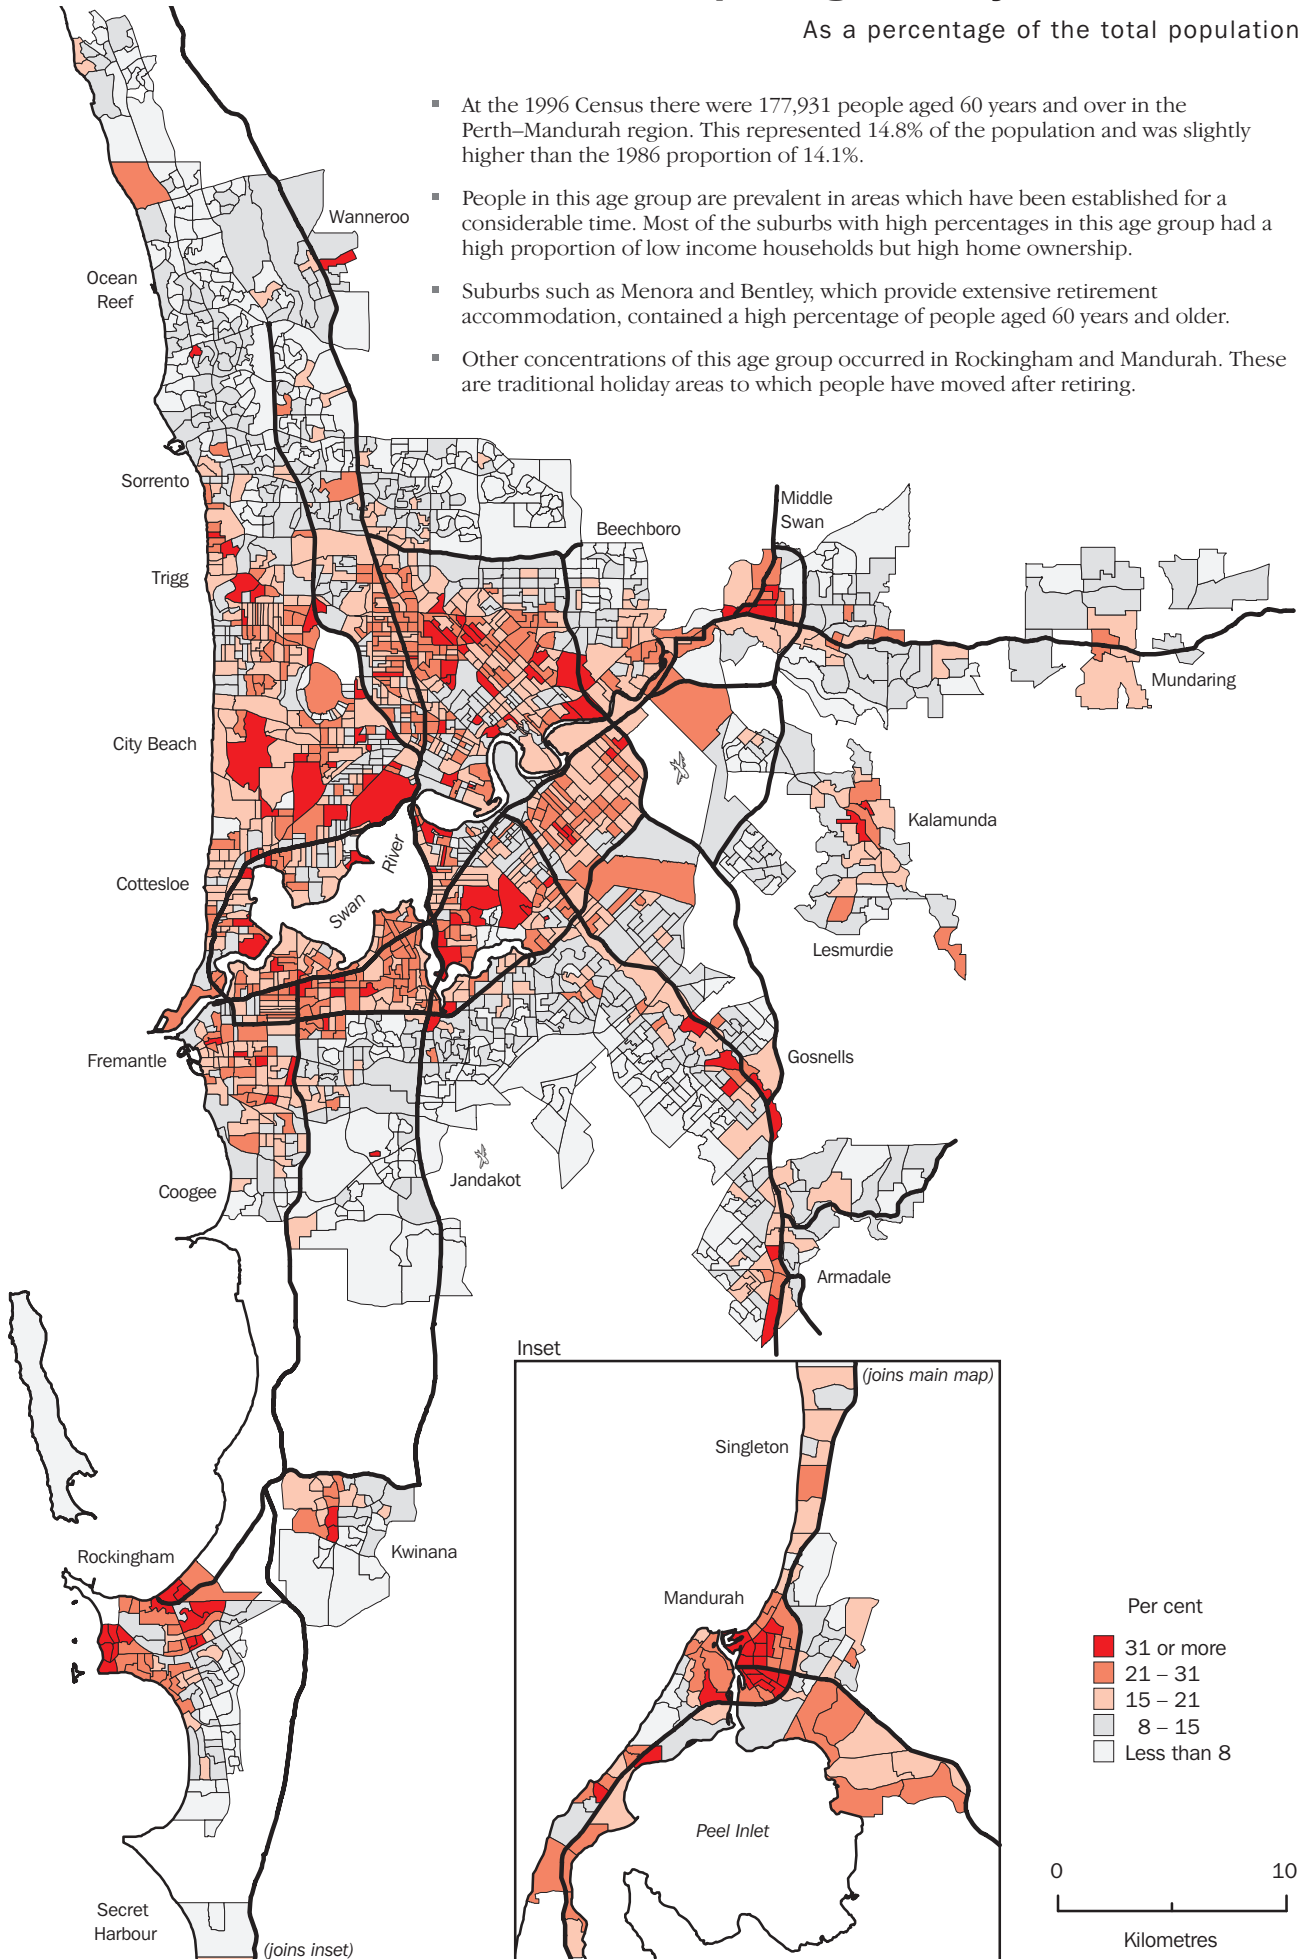 As a percentage of the total population
▪ At the 1996 Census there were 177,931 people aged 60 years and over in the
Perth–Mandurah region. This represented 14.8% of the population and was slightly
higher than the 1986 proportion of 14.1%.
▪ People in this age group are prevalent in areas which have been established for a
considerable time. Most of the suburbs with high percentages in this age group had a
high proportion of low income households but high home ownership.
▪ Suburbs such as Menora and Bentley, which provide extensive retirement
accommodation, contained a high percentage of people aged 60 years and older.
▪ Other concentrations of this age group occurred in Rockingham and Mandurah. These
are traditional holiday areas to which people have moved after retiring.
Wanneroo
Ocean
Reef
Sorrento
Middle
Swan
Beechboro
Trigg
Mundaring
City Beach
Kalamunda
River
Swan
Cottesloe
Lesmurdie
Fremantle
Gosnells
Jandakot
Coogee
Armadale
Inset
(joins main map)
Singleton
Kwinana
Rockingham
Mandurah
Per cent
31 or more
21 – 31
15 – 21
8 – 15
Less than 8
Peel Inlet
0 10
Kilometres
Secret
Harbour
(joins inset)